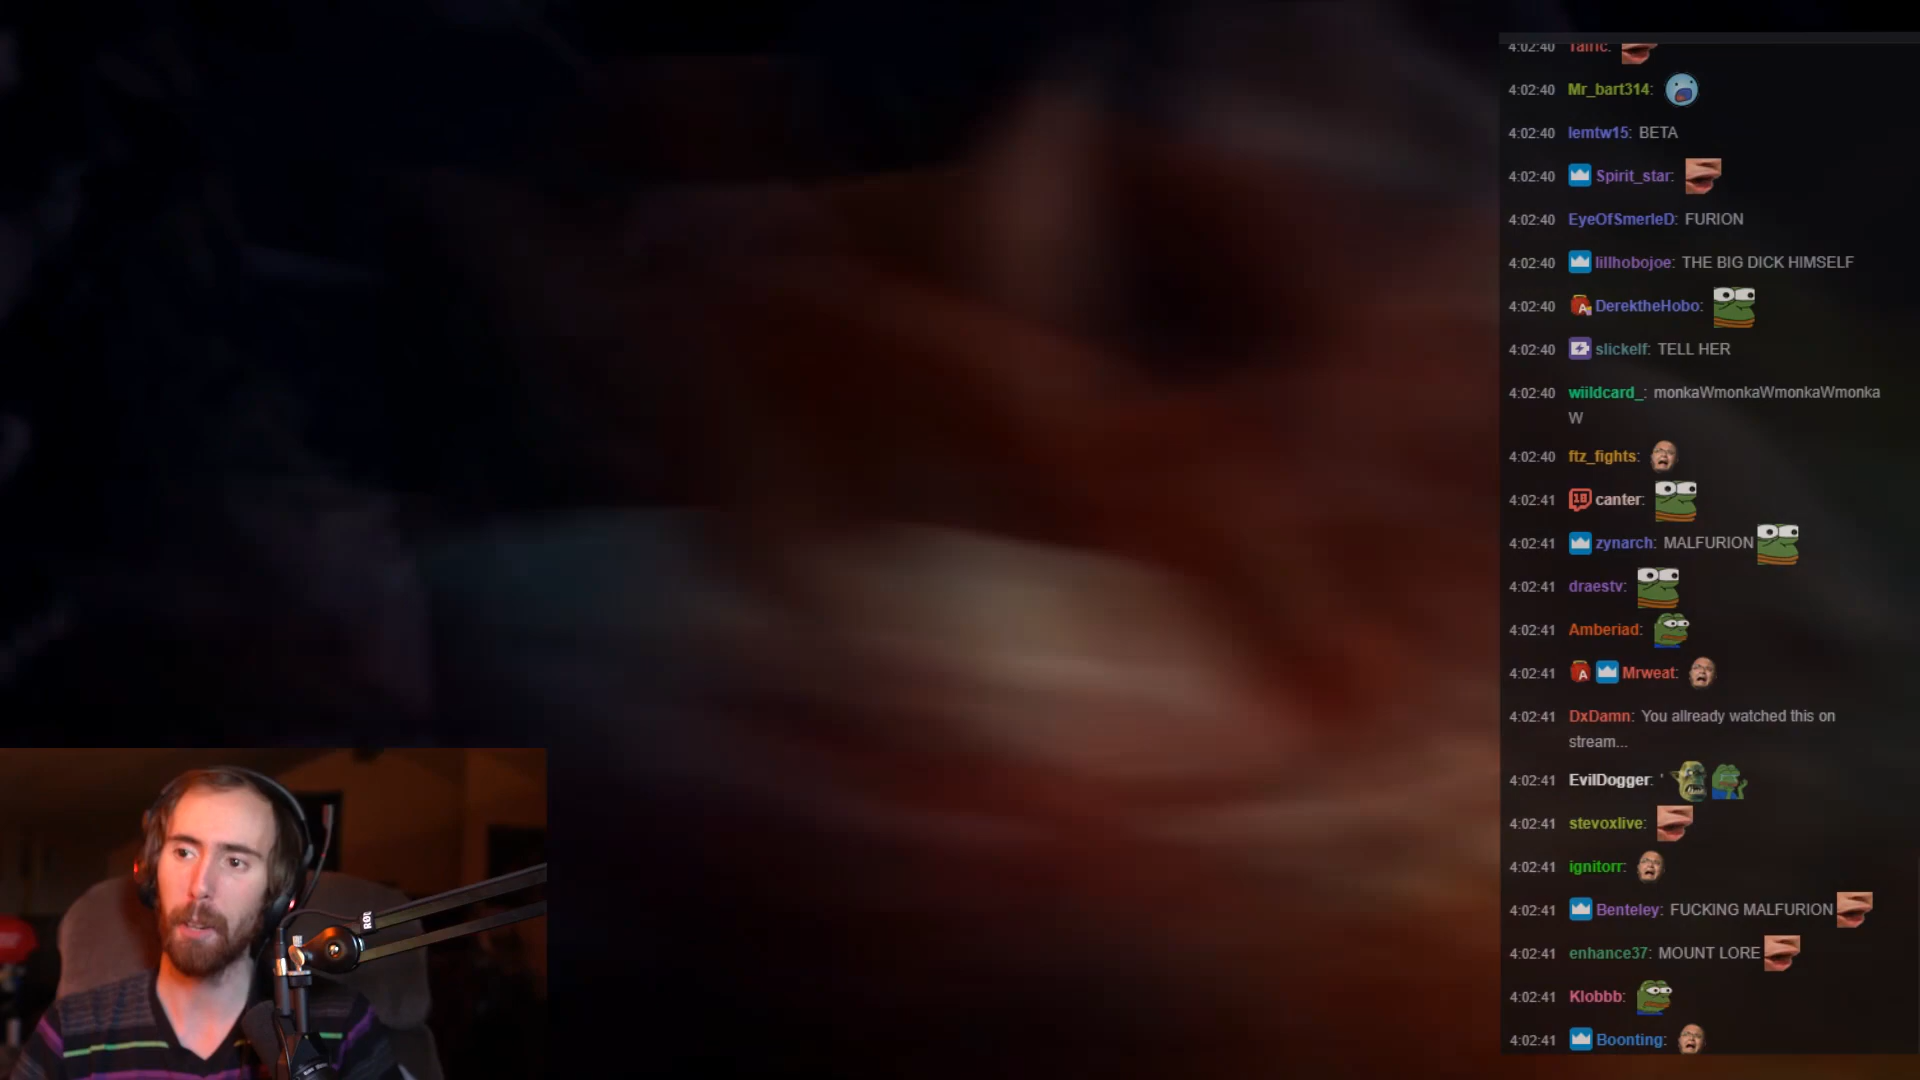 4:02:40 Talric:
4:02:40 Mr_bart314:
4:02:40 lemtw15: BETA
4:02:40 Spirit_star:
4:02:40 EyeOfSmerleD: FURION
4:02:40 lillhobojoe: THE BIG DICK HIMSELF
4:02:40 A DerektheHobo:
4:02:40 slickelf: TELL HER
4:02:40 wiildcard_: monkaWmonkaWmonkaWmonka
W
4:02:40 ftz_fights:
4:02:41 10 canter:
4:02:41 zynarch: MALFURION
4:02:41 draestv:
4:02:41 Amberiad:
4:02:41 A Mrweat:
4:02:41 DxDamn: You allready watched this on
stream...
4:02:41 EvilDogger: '
4:02:41 stevoxlive:
4:02:41 ignitorr:
4:02:41 Benteley: FUCKING MALFURION
4:02:41 enhance37: MOUNT LORE
4:02:41 Klobbb:
4:02:41 Boonting: